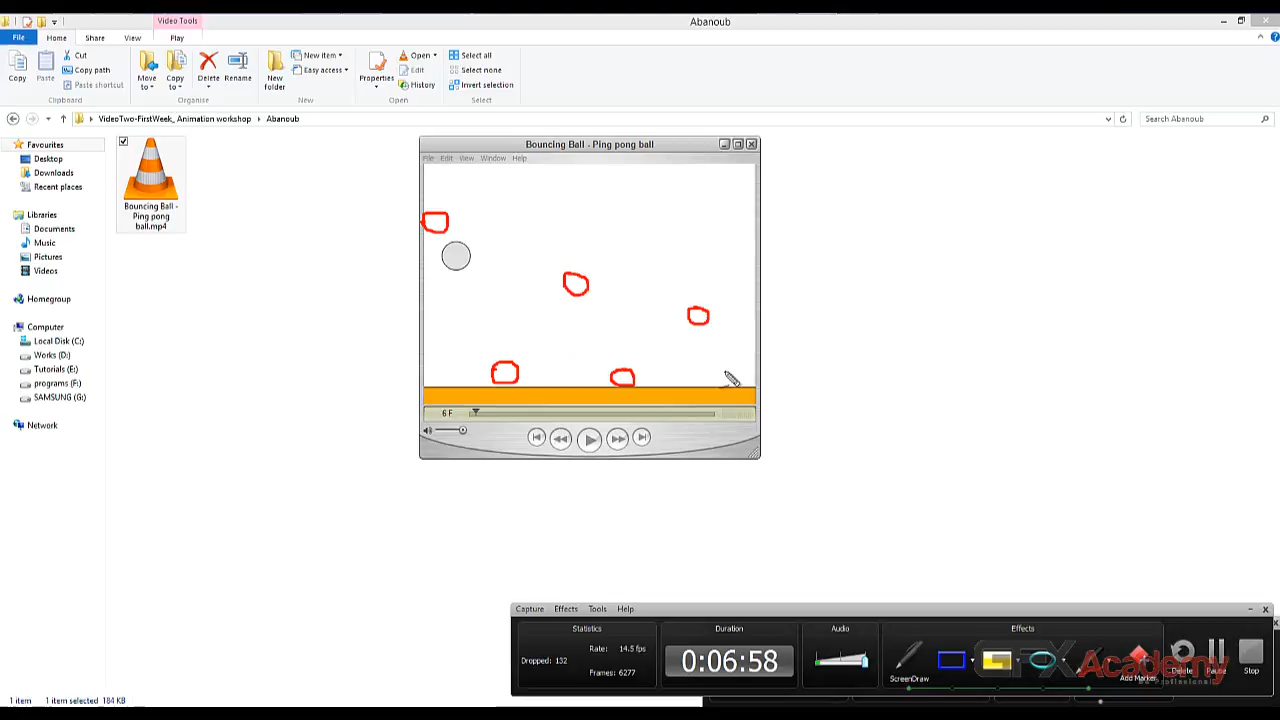 Video Tools
Abanoub
File
Home
Share
View
Play
Copy
Paste
Cut
Copy path
Paste shortcut
Move to
Copy to
Delete
Rename
New folder
New item
Easy access
Properties
Open
Edit
History
Select all
Select none
Invert selection
Clipboard
Organise
New
Open
Select
VideoTwo-FirstWeek_ Animation workshop
Abanoub
Search Abanoub
Favourites
Desktop
Downloads
Recent places
Libraries
Documents
Music
Pictures
Videos
Homegroup
Computer
Local Disk (C:)
Works (D:)
Tutorials (E:)
programs (F:)
SAMSUNG (G:)
Network
Bouncing Ball -
Ping pong
ball.mp4
Bouncing Ball - Ping pong ball
File Edit View Window Help
6 F
Capture Effects Tools Help
Statistics
Dropped: 132
Rate: 14.5 fps
Frames: 6277
Duration
0:06:58
Audio
Effects
ScreenDraw
Add Marker
Delete
Pause
Stop
GFX Academy
1 item
1 item selected 184 KB